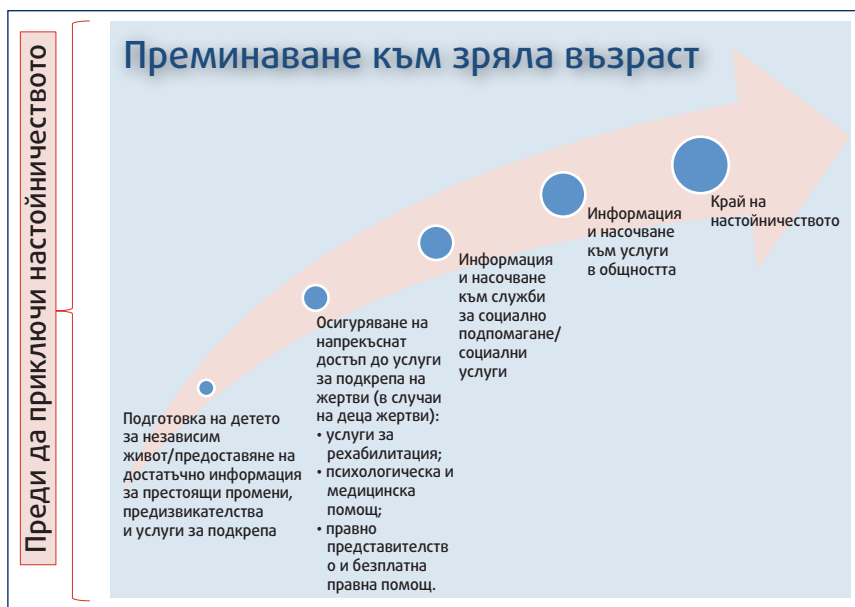 Преди да приключи настойничеството
Преминаване към зряла възраст
Подготовка на детето
за независим
живот/предоставяне на
достатъчно информация
за престоящи промени,
предизвикателства
и услуги за подкрепа
Осигуряване на
напрекъснат
достъп до услуги
за подкрепа на
жертви (в случаи
на деца жертви):
• услуги за
рехабилитация;
• психологическа и
медицинска
помощ;
• правно
представителств
о и безплатна
правна помощ.
Информация
и насочване
към служби
за социално
подпомагане/
социални
услуги
Информация
и насочване
към услуги
в общността
Край на
настойничеството